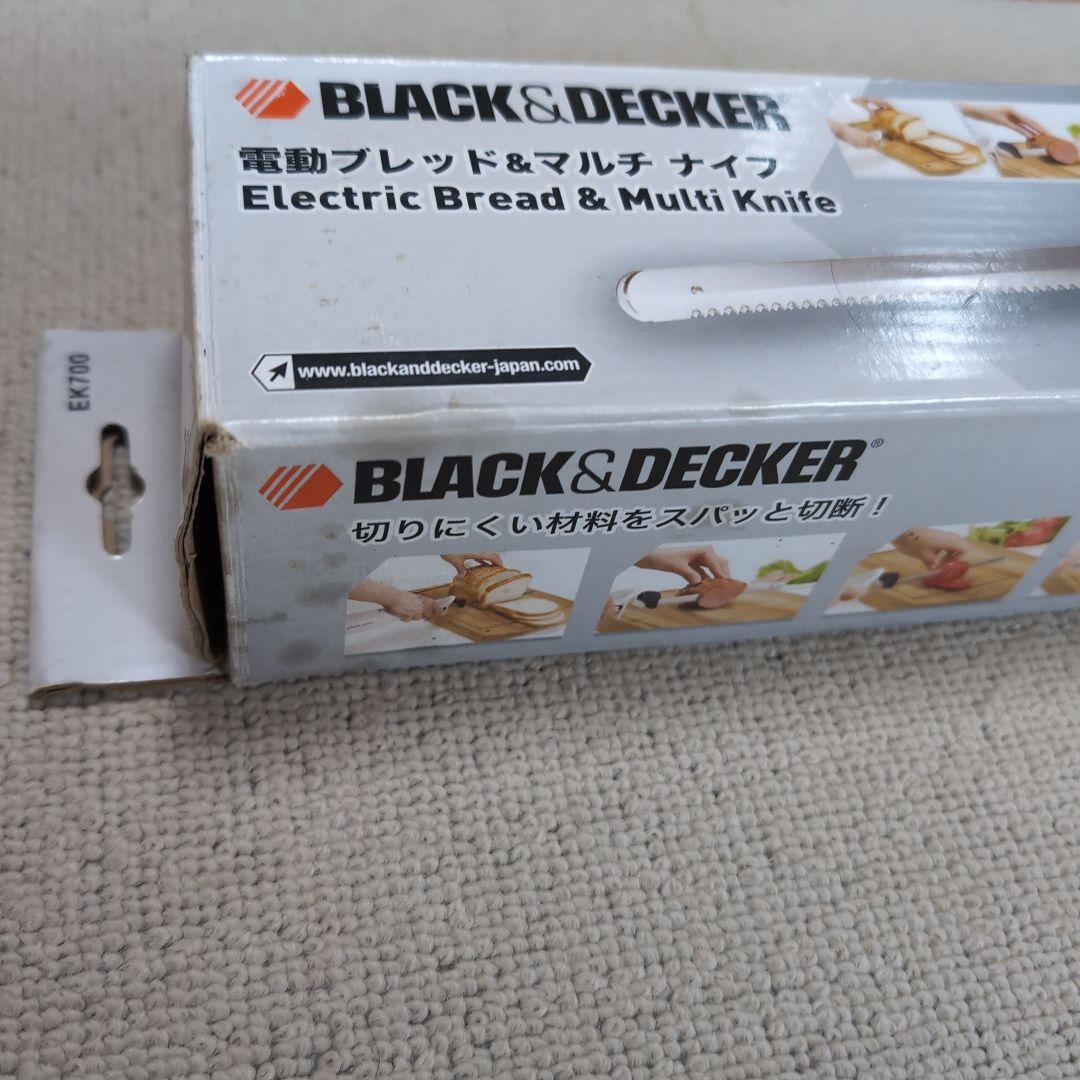 BLACK&DECKER
電動ブレッド&マルチ ナイフ
Electric Bread & Multi Knife
www.blackanddecker-japan.com
EK700
BLACK&DECKER®
切りにくい材料をスパッと切断!